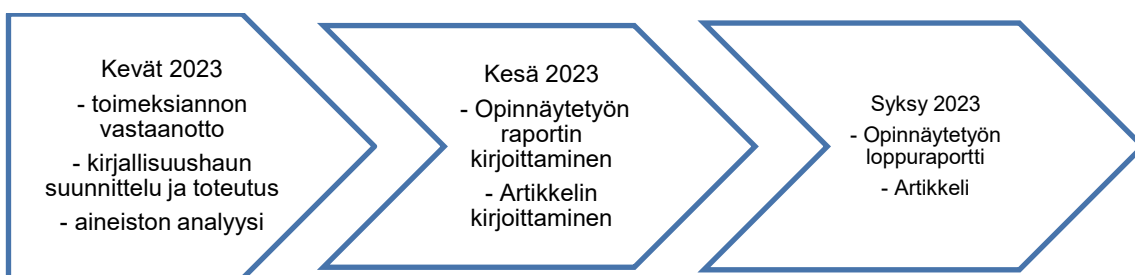 Kevät 2023
- toimeksiannon
vastaanotto
- kirjallisuushaun
suunnittelu ja toteutus
- aineiston analyysi
Kesä 2023
- Opinnäytetyön
raportin
kirjoittaminen
- Artikkelin
kirjoittaminen
Syksy 2023
- Opinnäytetyön
loppuraportti
- Artikkeli